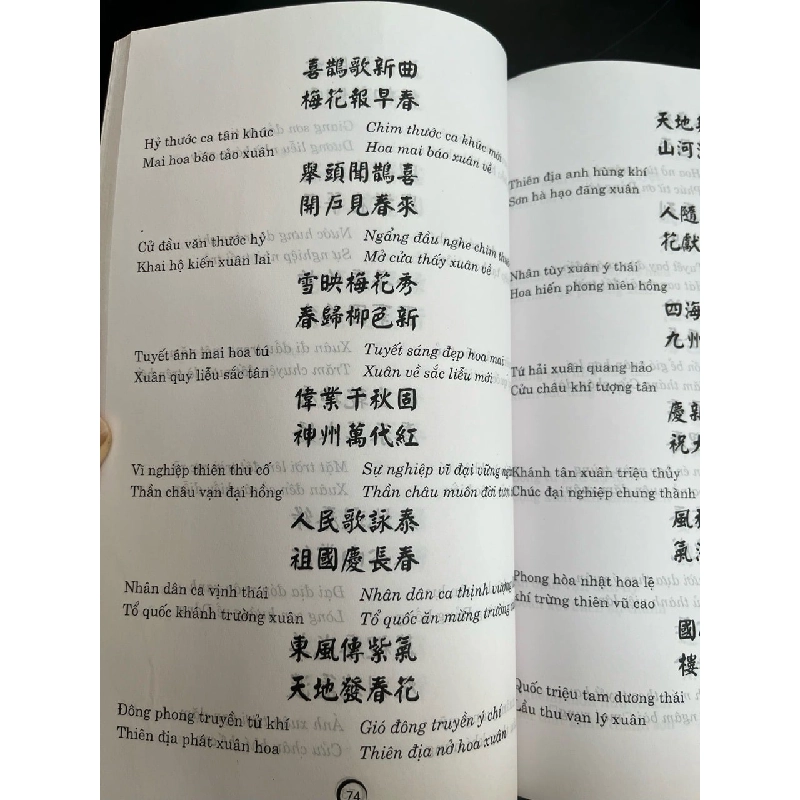 喜鵲歌新曲
梅花報早春
Hỷ thước ca tân khúc
Mai hoa báo tảo xuân
Chim thước ca khúc mới
Hoa mai báo xuân về
舉頭聞鵲喜
開戶見春來
Cử đầu văn thước hỷ
Khai hộ kiến xuân lai
Ngẩng đầu nghe chim
Mở cửa thấy xuân về
雪映梅花秀
春歸柳色新
Tuyết ánh mai hoa tú
Xuân quy liễu sắc tân
Tuyết sáng đẹp hoa mai
Xuân về sắc liễu mới
偉業千秋固
神州萬代紅
Vĩ nghiệp thiên thu cố
Thần châu vạn đại hồng
Sự nghiệp vĩ đại vững
Thần châu muôn đời
人民歌詠泰
祖國慶長春
Nhân dân ca vịnh thái
Tổ quốc khánh trường xuân
Nhân dân ca thịnh vượng
Tổ quốc ăn mừng trường
東風傳紫氣
天地發春花
Đông phong truyền tử khí
Thiên địa phát xuân hoa
Gió đông truyền ý chí
Thiên địa nở hoa xuân
74
天地
山河
Thiên địa anh hùng khí
Sơn hà hạo đãng xuân
人隨
花獻
Nhân tùy xuân ý thái
Hoa hiến phong niên hồng
四海
九州
Tứ hải xuân quang hảo
Cửu châu khí tượng tân
慶新
祝
Khánh tân xuân triệu thủy
Chúc đại nghiệp chung thành
風
氣
Phong hòa nhật hoa lệ
Khí trừng thiên vũ cao
國
樓
Quốc triệu tam dương thái
Lầu thu vạn lý xuân